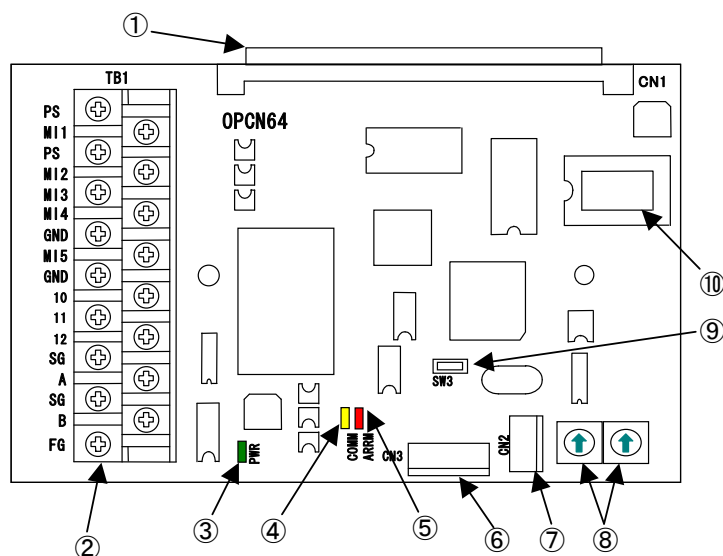 ①
TB1
CN1
OPCN64
PS
MI1
PS
MI2
MI3
MI4
GND
MI5
GND
10
11
12
SG
A
SG
B
FG
⑩
⑨
SW3
PWR
COMM
ARRM
CN3
CN2
②
③
④
⑤
⑥
⑦
⑧